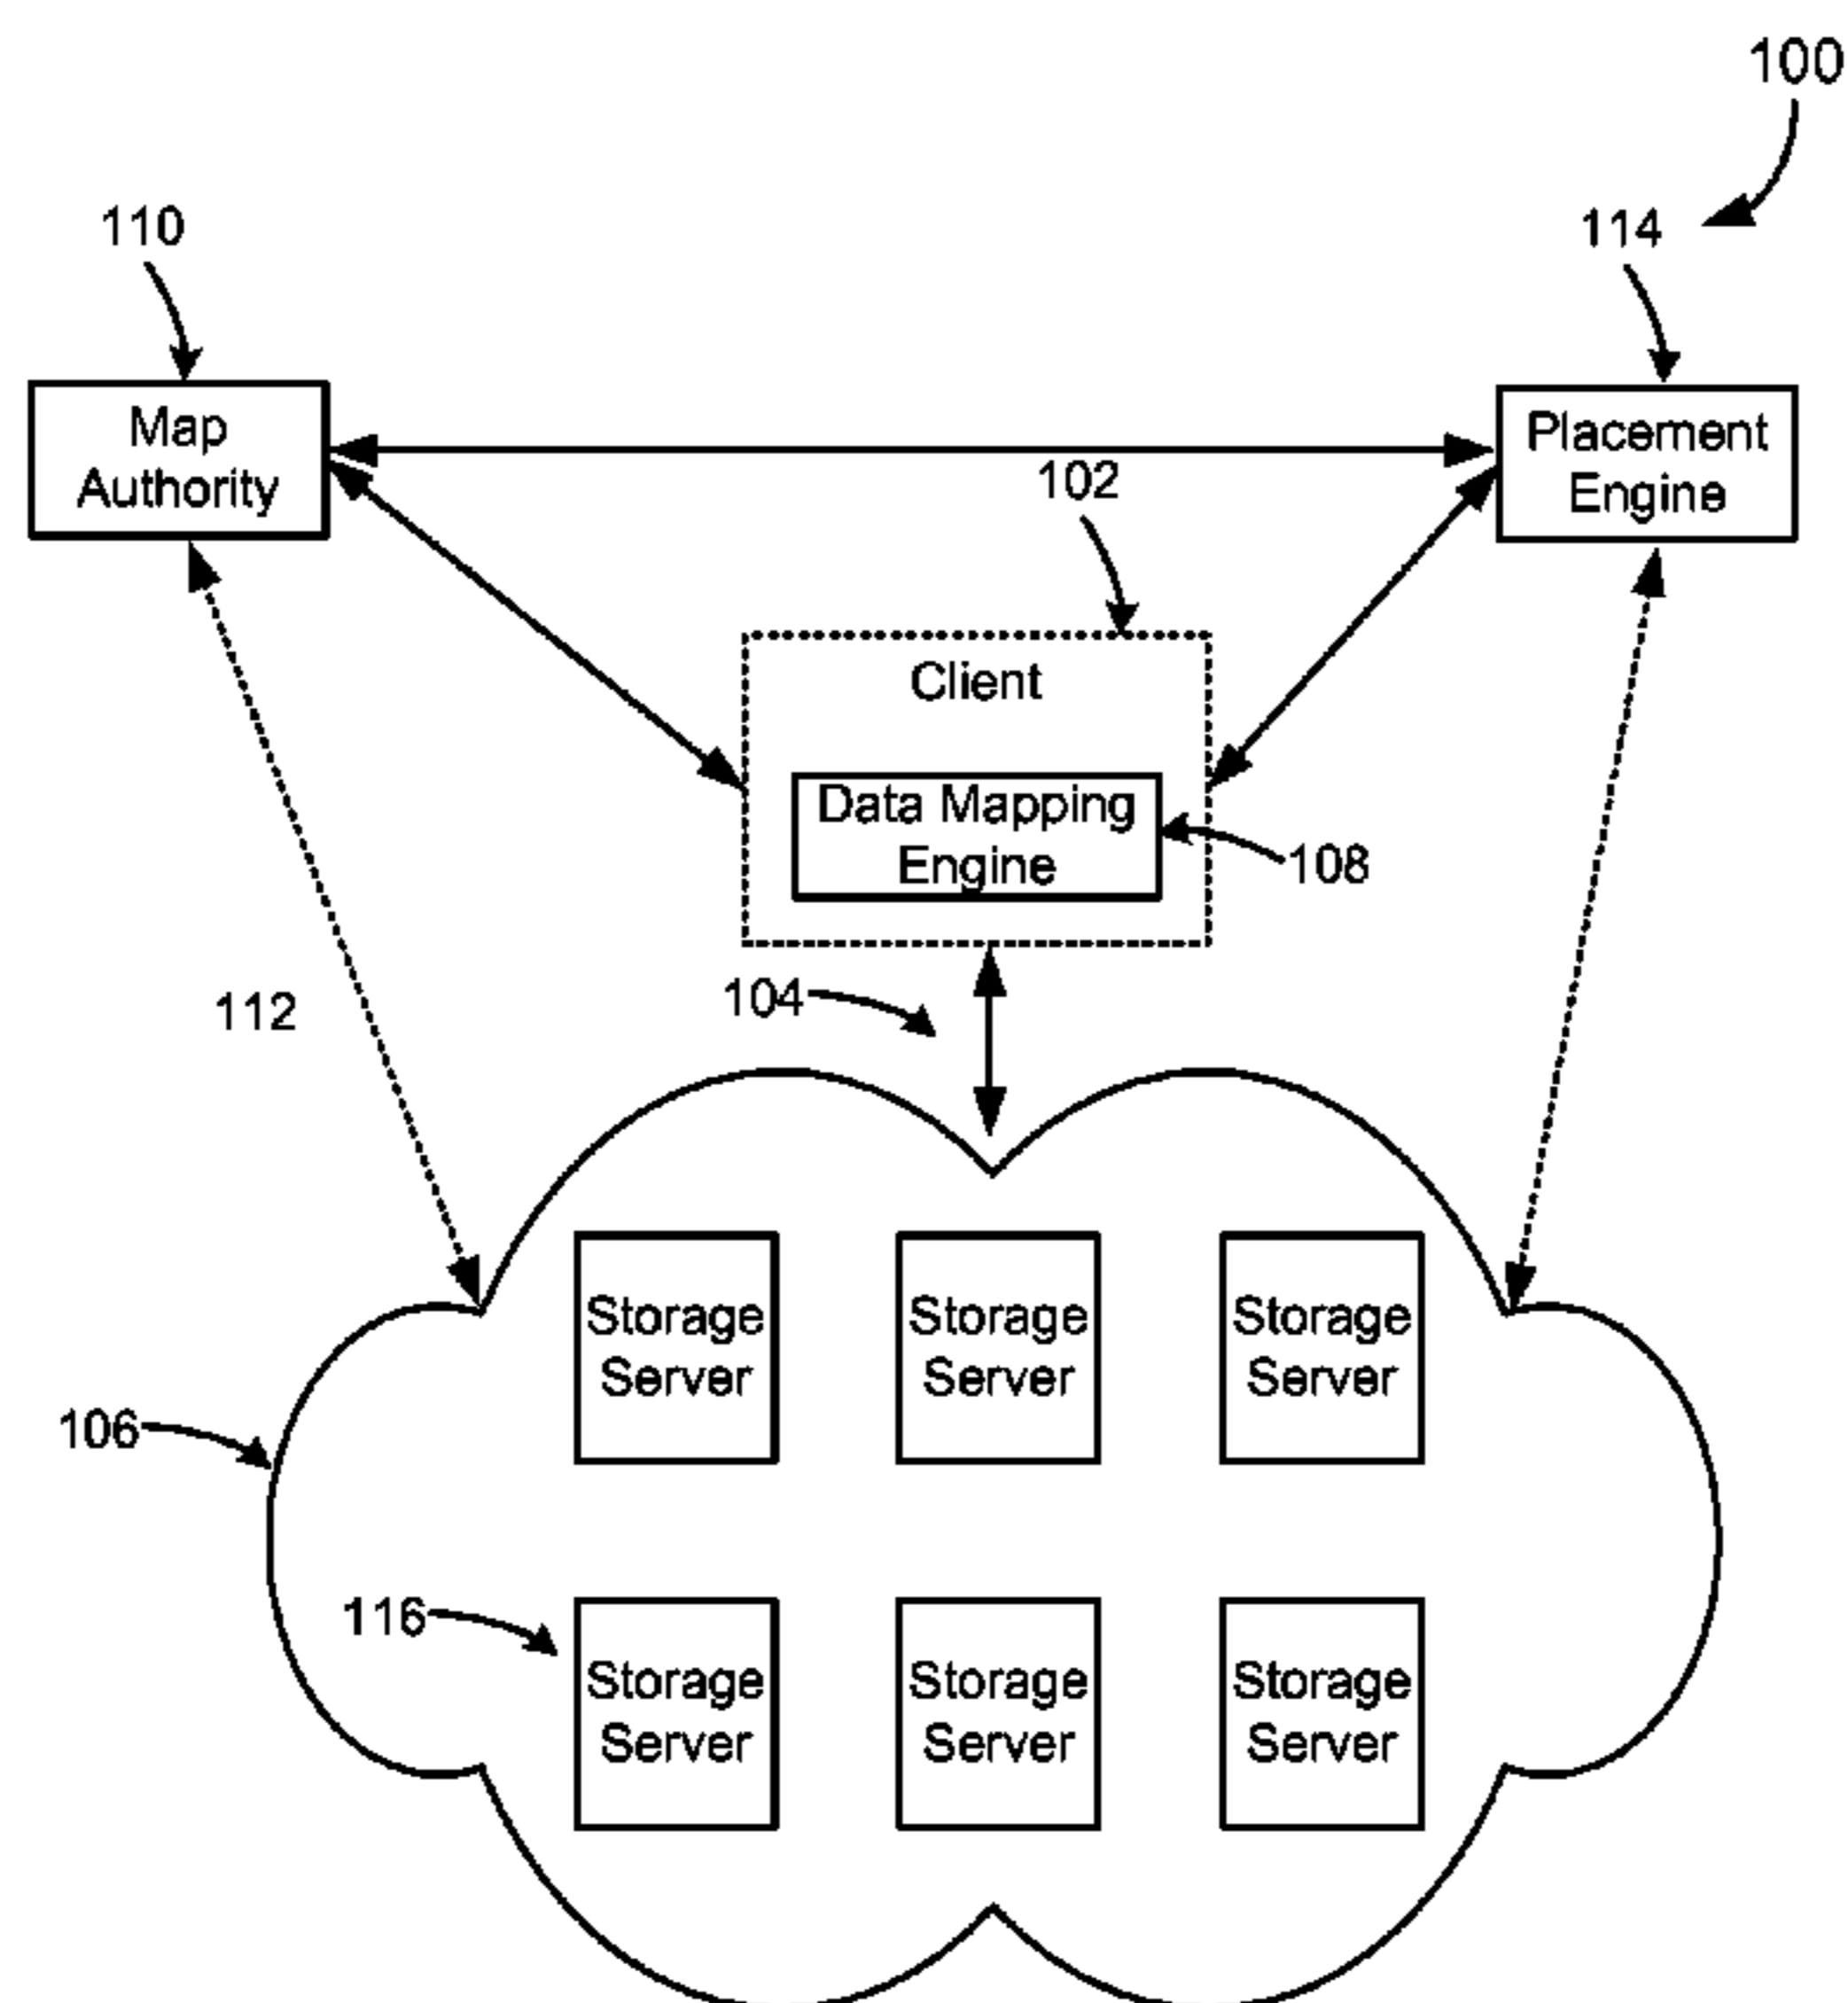 100
110
114
Map
Authority
Placement
Engine
102
Client
Data Mapping
Engine
108
104
112
Storage
Server
Storage
Server
Storage
Server
106
116
Storage
Server
Storage
Server
Storage
Server